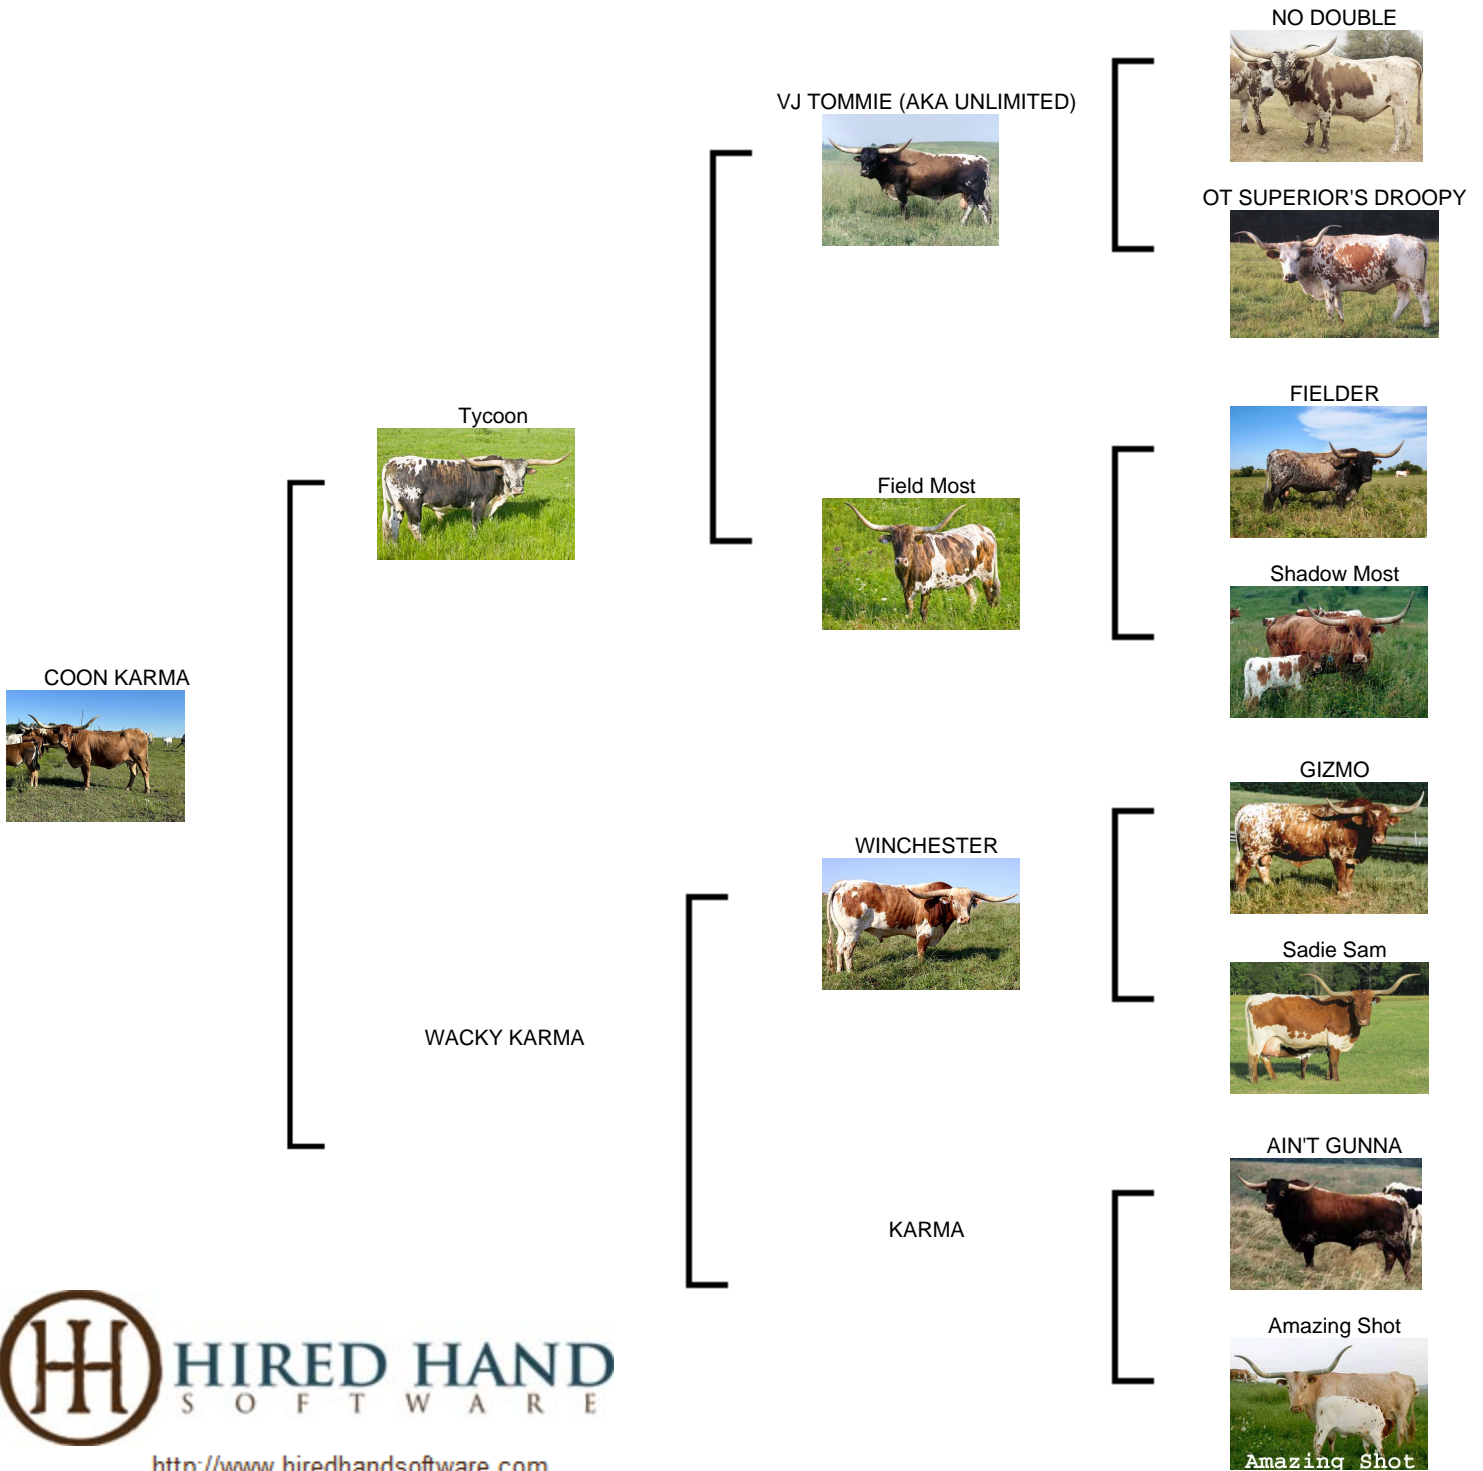 NO DOUBLE
VJ TOMMIE (AKA UNLIMITED)
OT SUPERIOR'S DROOPY
FIELDER
Tycoon
Field Most
Shadow Most
COON KARMA
GIZMO
WINCHESTER
Sadie Sam
WACKY KARMA
AIN'T GUNNA
KARMA
Amazing Shot
HIRED HAND
SOFTWARE
Amazing Shot
http://www.hiredhandsoftware.com